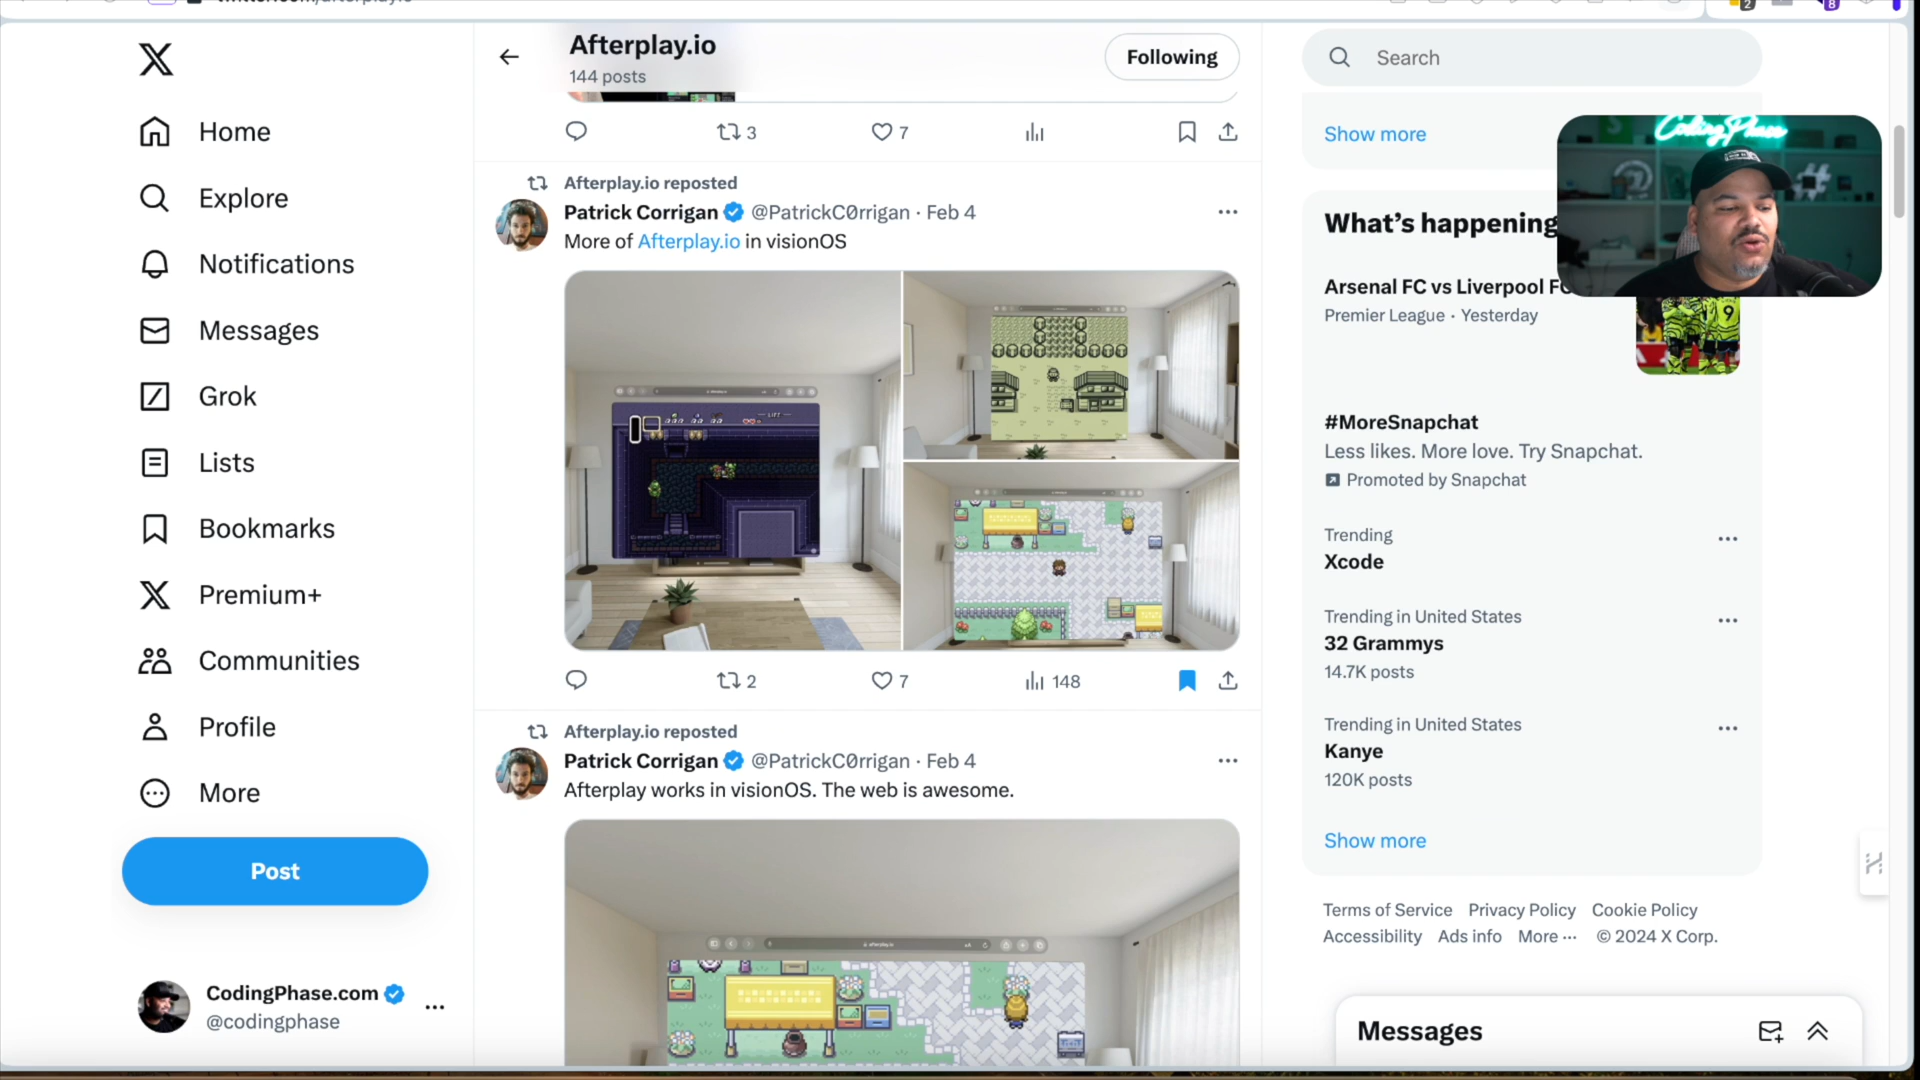 Afterplay.io
144 posts
Following
Search
Home
Explore
Notifications
Messages
Grok
Lists
Bookmarks
Premium+
Communities
Profile
More
Post
CodingPhase.com
@codingphase
3
7
Afterplay.io reposted
Patrick Corrigan @PatrickC0rrigan · Feb 4
More of Afterplay.io in visionOS
2
7
148
Afterplay.io reposted
Patrick Corrigan @PatrickC0rrigan · Feb 4
Afterplay works in visionOS. The web is awesome.
Show more
Coding Phase
What's happening
Arsenal FC vs Liverpool FC
Premier League · Yesterday
9
#MoreSnapchat
Less likes. More love. Try Snapchat.
Promoted by Snapchat
Trending
Xcode
Trending in United States
32 Grammys
14.7K posts
Trending in United States
Kanye
120K posts
Show more
Terms of Service Privacy Policy Cookie Policy
Accessibility Ads info More ··· © 2024 X Corp.
Messages